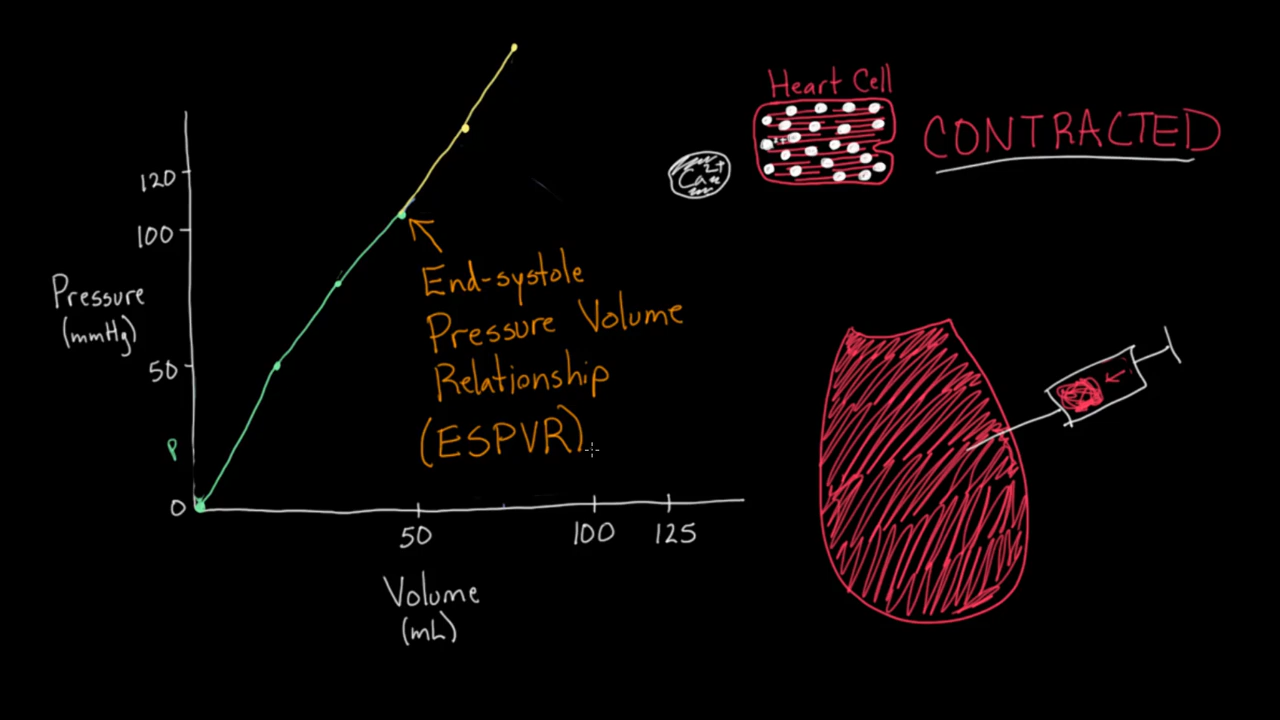 Heart Cell
CONTRACTED
Ca2+
120
100
Pressure
(mmHg)
50
P
0
End-systole
Pressure Volume
Relationship
(ESPVR)
50 100 125
Volume
(mL)